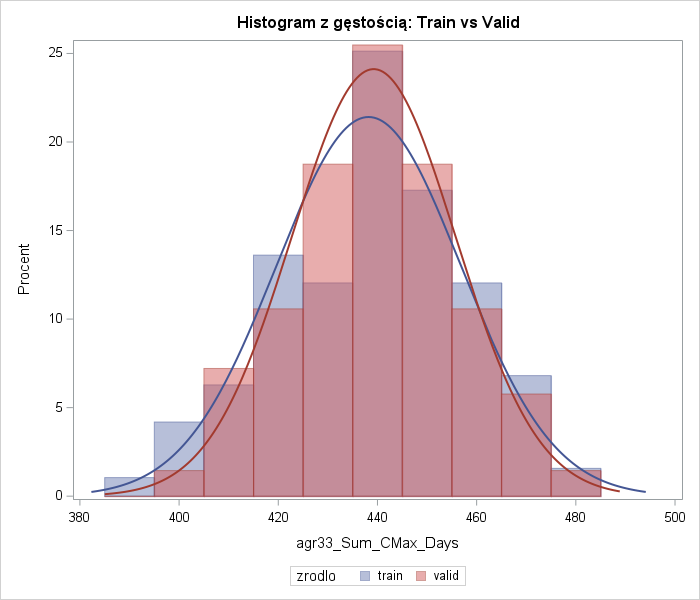 Histogram z gęstością: Train vs Valid
25
20
15
10
5
0
Procent
380 400 420 440 460 480 500
agr33_Sum_CMax_Days
zrodlo train valid